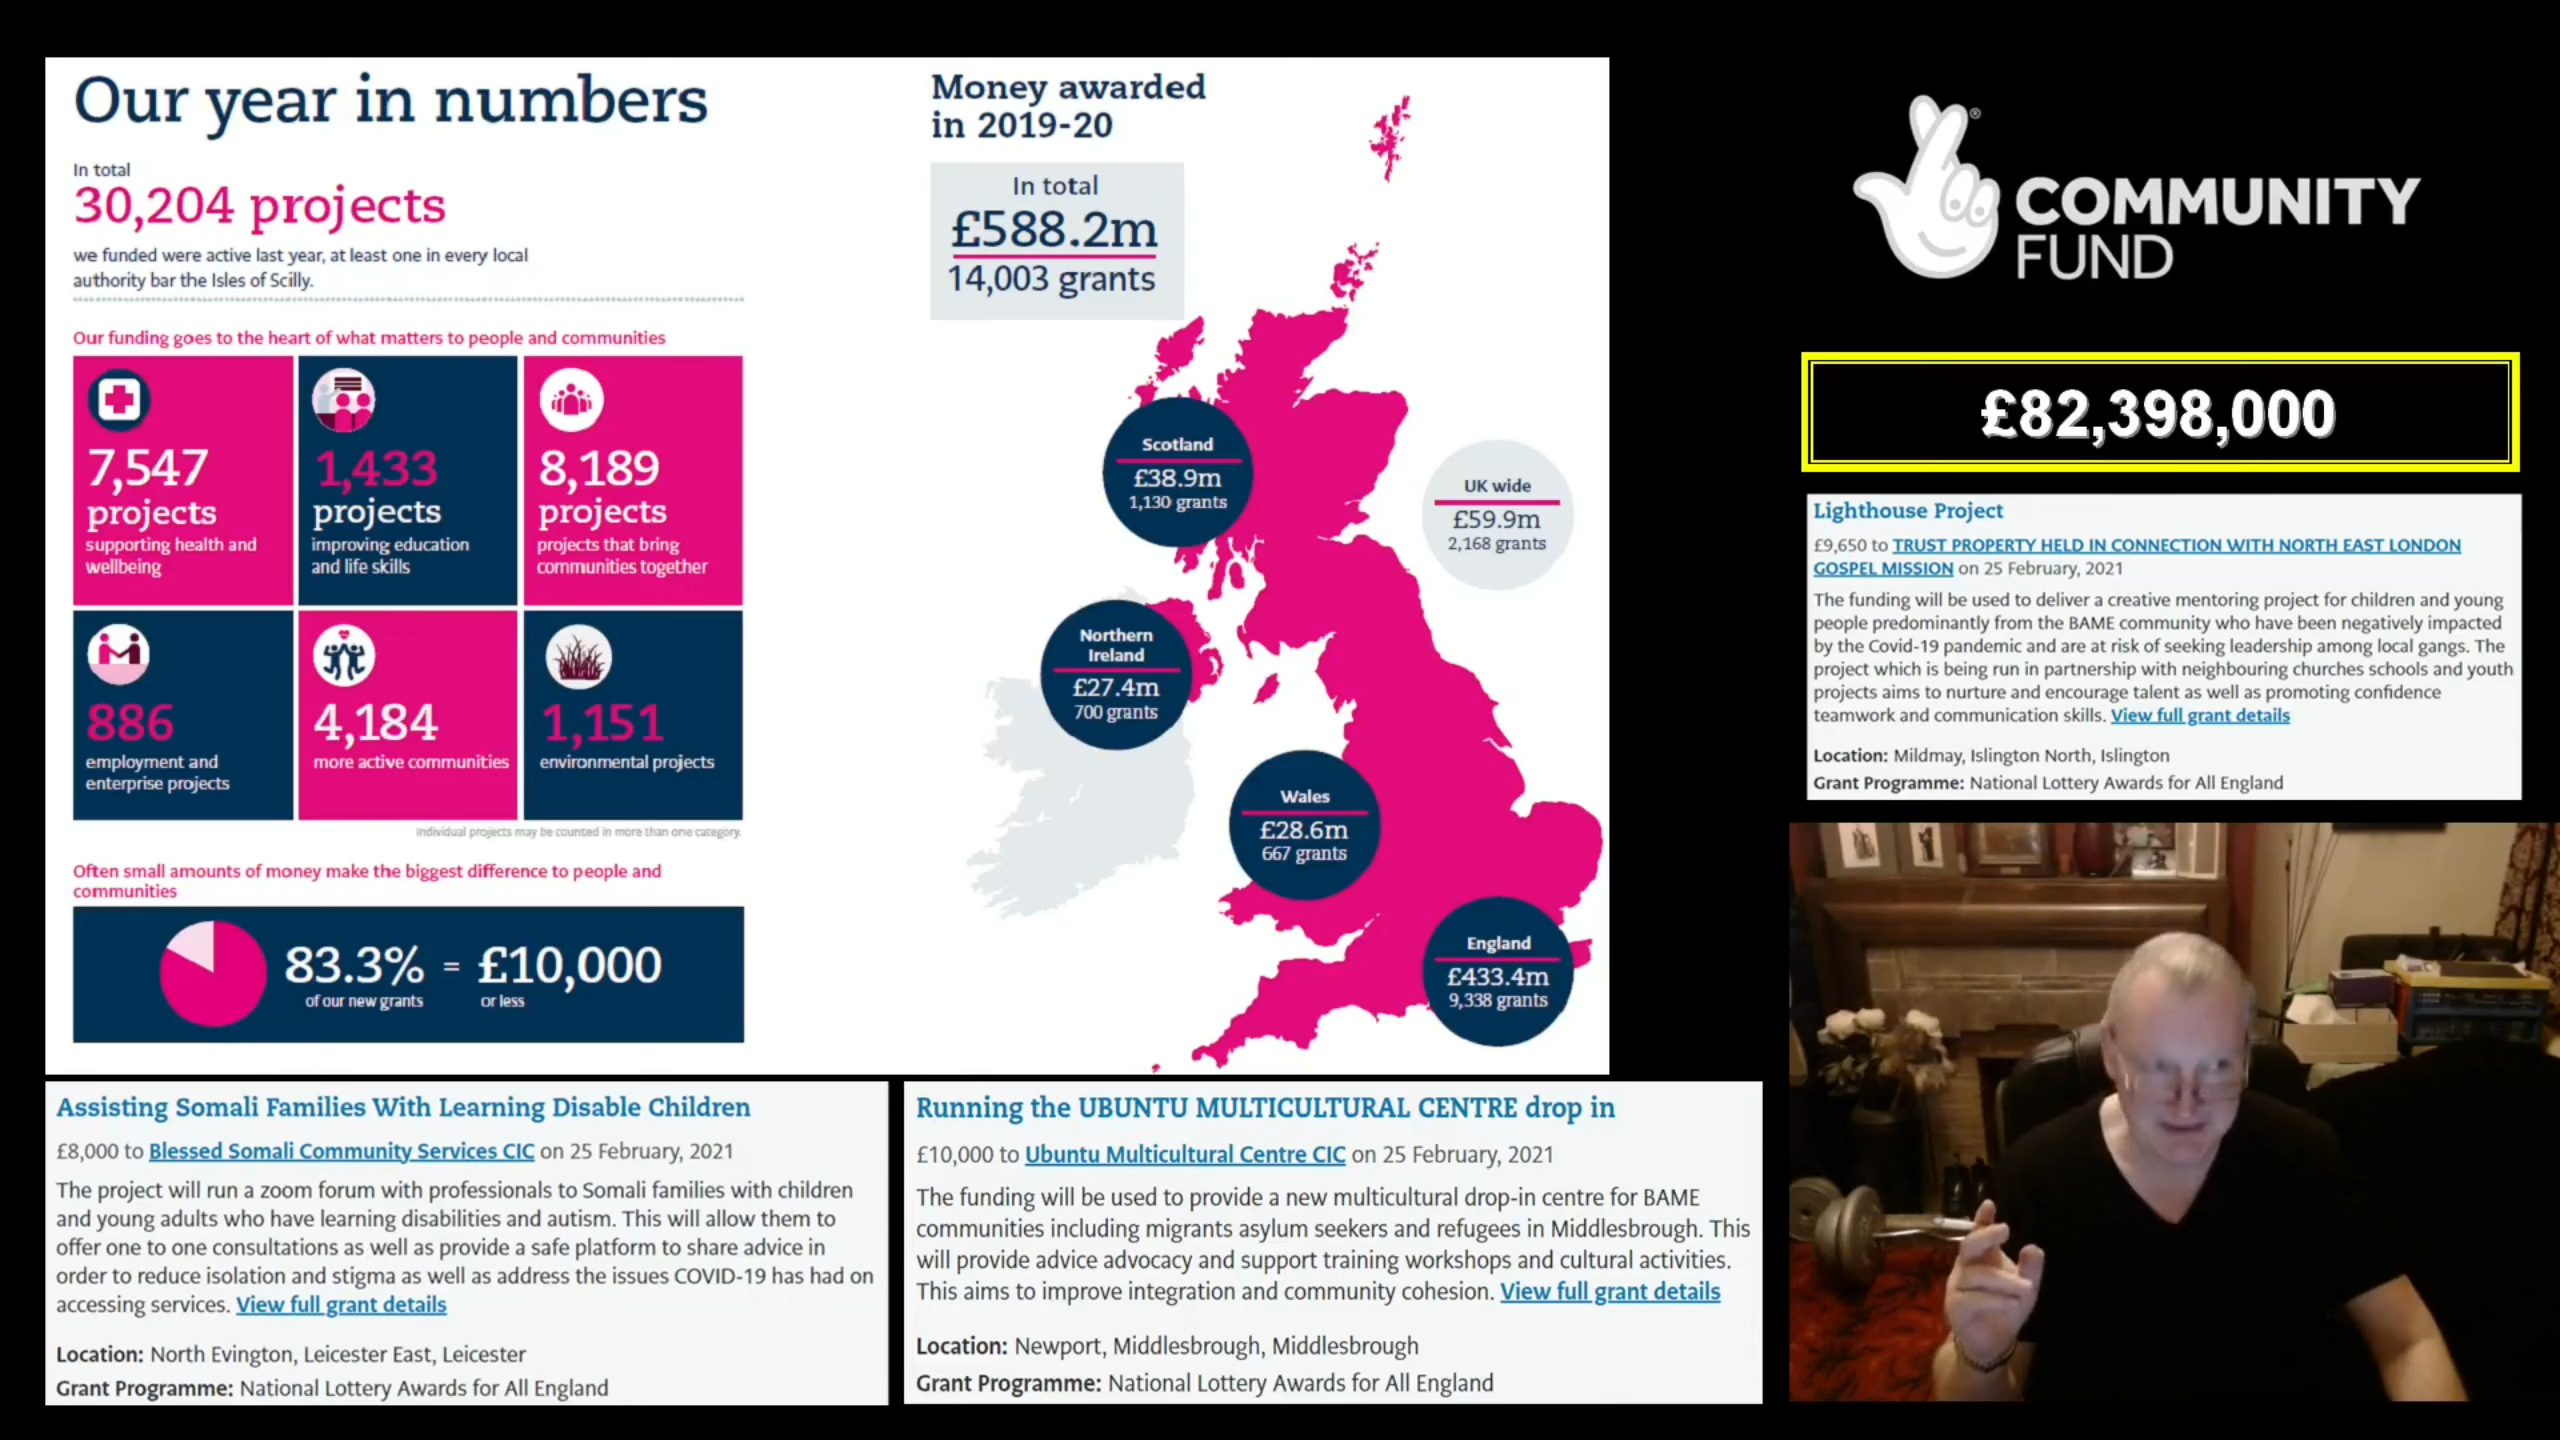 Our year in numbers
In total
30,204 projects
we funded were active last year, at least one in every local
authority bar the Isles of Scilly.
Our funding goes to the heart of what matters to people and communities
7,547
projects
supporting health and
wellbeing
1,433
projects
improving education
and life skills
8,189
projects
projects that bring
communities together
886
employment and
enterprise projects
4,184
more active communities
1,151
environmental projects
Individual projects may be counted in more than one category.
Often small amounts of money make the biggest difference to people and
communities
83.3% = £10,000
of our new grants
or less
Money awarded
in 2019-20
In total
£588.2m
14,003 grants
Scotland
£38.9m
1,130 grants
UK wide
£59.9m
2,168 grants
Northern
Ireland
£27.4m
700 grants
Wales
£28.6m
667 grants
England
£433.4m
9,338 grants
®
COMMUNITY
FUND
£82,398,000
Lighthouse Project
£9,650 to TRUST PROPERTY HELD IN CONNECTION WITH NORTH EAST LONDON
GOSPEL MISSION on 25 February, 2021
The funding will be used to deliver a creative mentoring project for children and young
people predominantly from the BAME community who have been negatively impacted
by the Covid-19 pandemic and are at risk of seeking leadership among local gangs. The
project which is being run in partnership with neighbouring churches schools and youth
projects aims to nurture and encourage talent as well as promoting confidence
teamwork and communication skills. View full grant details
Location: Mildmay, Islington North, Islington
Grant Programme: National Lottery Awards for All England
Assisting Somali Families With Learning Disable Children
£8,000 to Blessed Somali Community Services CIC on 25 February, 2021
The project will run a zoom forum with professionals to Somali families with children
and young adults who have learning disabilities and autism. This will allow them to
offer one to one consultations as well as provide a safe platform to share advice in
order to reduce isolation and stigma as well as address the issues COVID-19 has had on
accessing services. View full grant details
Location: North Evington, Leicester East, Leicester
Grant Programme: National Lottery Awards for All England
Running the UBUNTU MULTICULTURAL CENTRE drop in
£10,000 to Ubuntu Multicultural Centre CIC on 25 February, 2021
The funding will be used to provide a new multicultural drop-in centre for BAME
communities including migrants asylum seekers and refugees in Middlesbrough. This
will provide advice advocacy and support training workshops and cultural activities.
This aims to improve integration and community cohesion. View full grant details
Location: Newport, Middlesbrough, Middlesbrough
Grant Programme: National Lottery Awards for All England